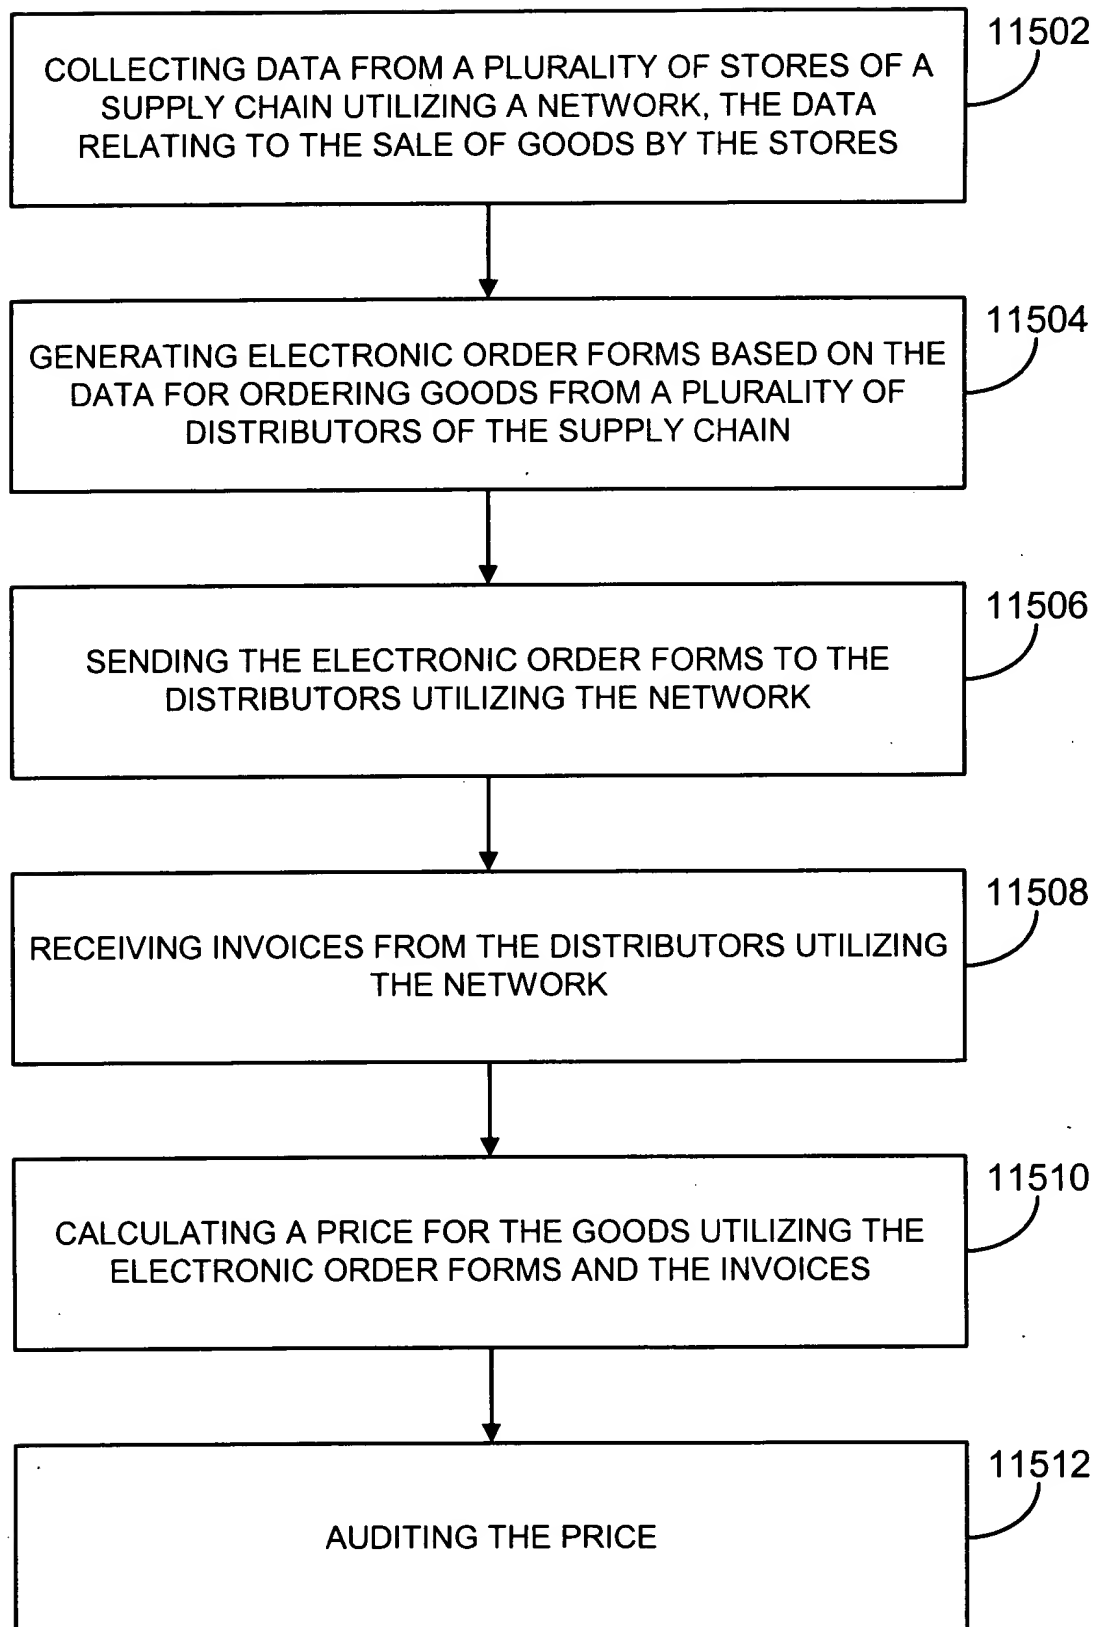 11502
COLLECTING DATA FROM A PLURALITY OF STORES OF A
SUPPLY CHAIN UTILIZING A NETWORK, THE DATA
RELATING TO THE SALE OF GOODS BY THE STORES
11504
GENERATING ELECTRONIC ORDER FORMS BASED ON THE
DATA FOR ORDERING GOODS FROM A PLURALITY OF
DISTRIBUTORS OF THE SUPPLY CHAIN
11506
SENDING THE ELECTRONIC ORDER FORMS TO THE
DISTRIBUTORS UTILIZING THE NETWORK
11508
RECEIVING INVOICES FROM THE DISTRIBUTORS UTILIZING
THE NETWORK
11510
CALCULATING A PRICE FOR THE GOODS UTILIZING THE
ELECTRONIC ORDER FORMS AND THE INVOICES
11512
AUDITING THE PRICE